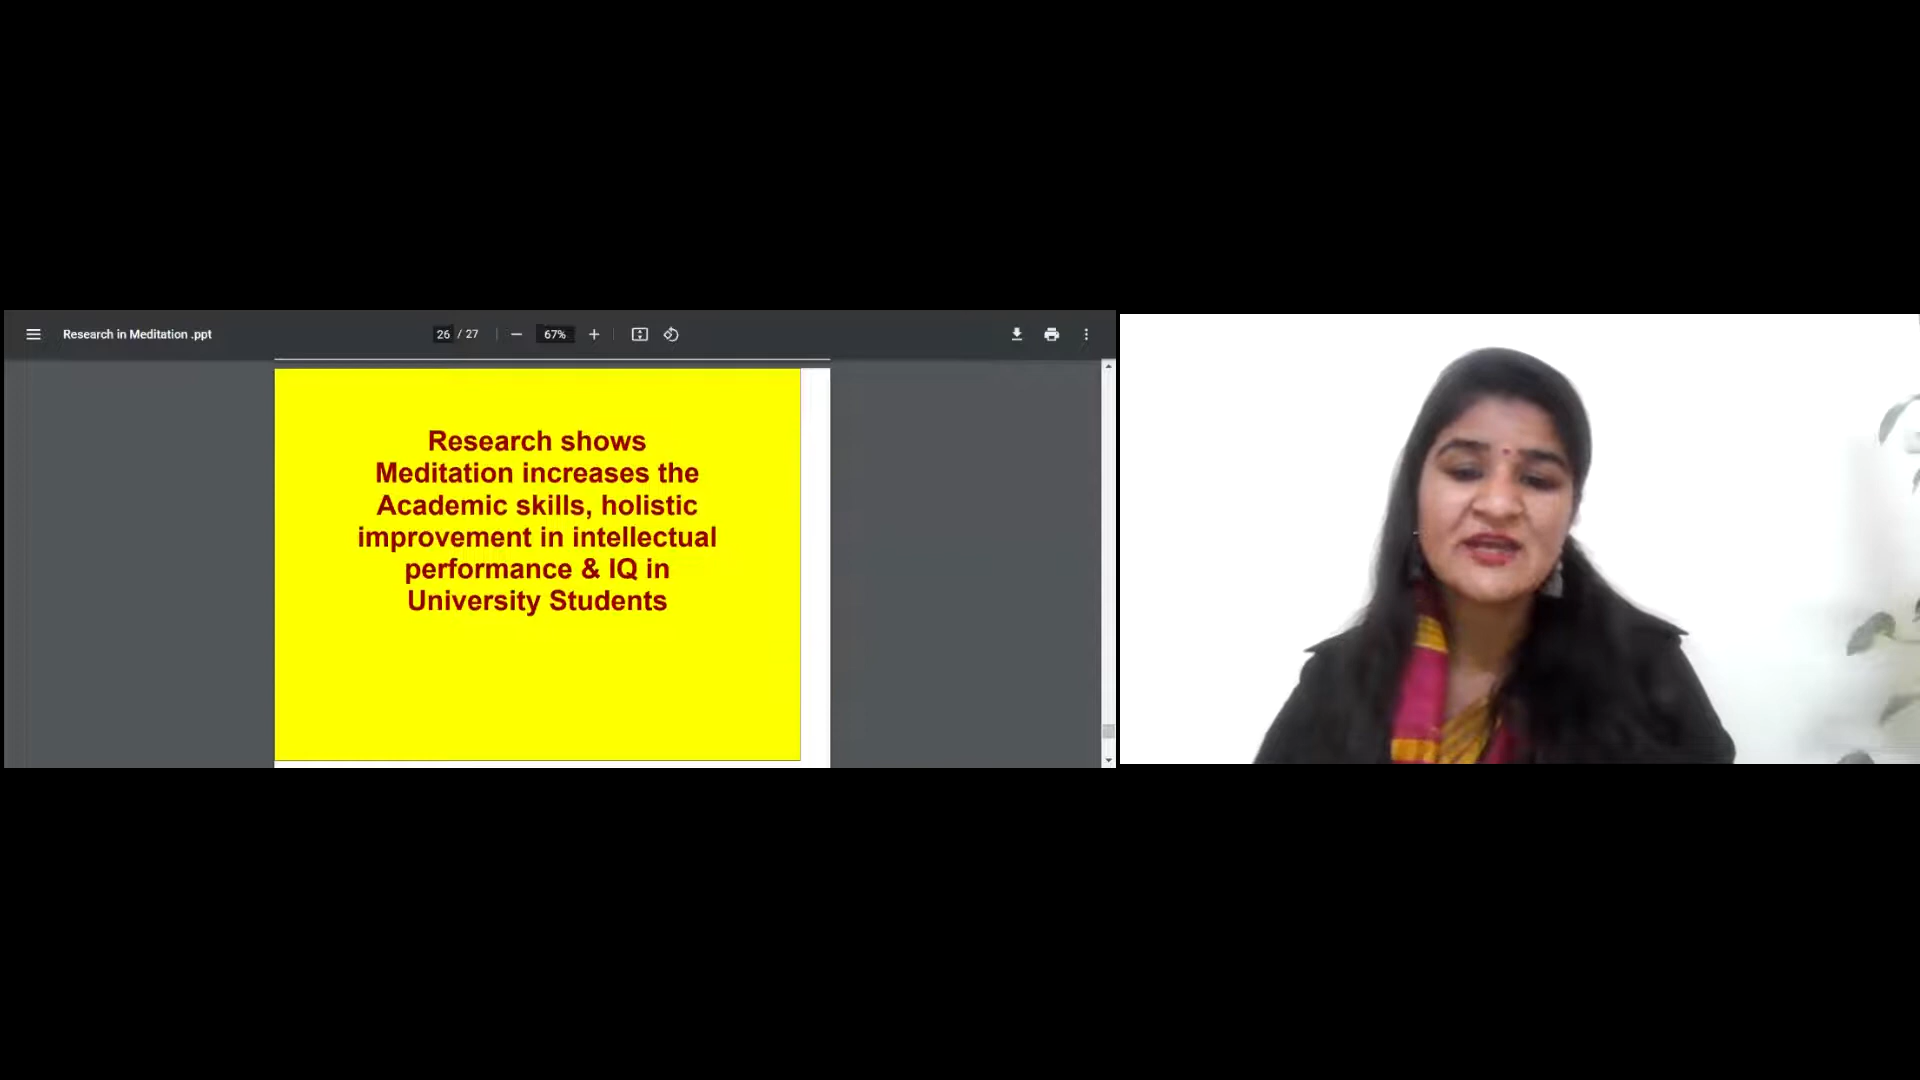 Research in Meditation .ppt
26 / 27
67%
Research shows
Meditation increases the
Academic skills, holistic
improvement in intellectual
performance & IQ in
University Students